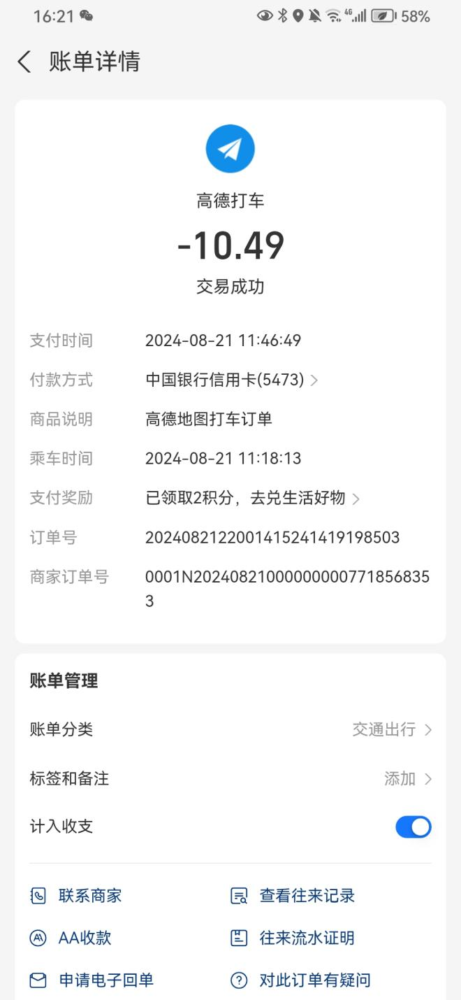 16:21 4G 58%
账单详情
高德打车
-10.49
交易成功
支付时间 2024-08-21 11:46:49
付款方式 中国银行信用卡(5473)
商品说明 高德地图打车订单
乘车时间 2024-08-21 11:18:13
支付奖励 已领取2积分，去兑生活好物
订单号 2024082122001415241419198503
商家订单号 0001N20240821000000000771856835
3
账单管理
账单分类 交通出行
标签和备注 添加
计入收支
联系商家 查看往来记录
AA收款 往来流水证明
申请电子回单 对此订单有疑问